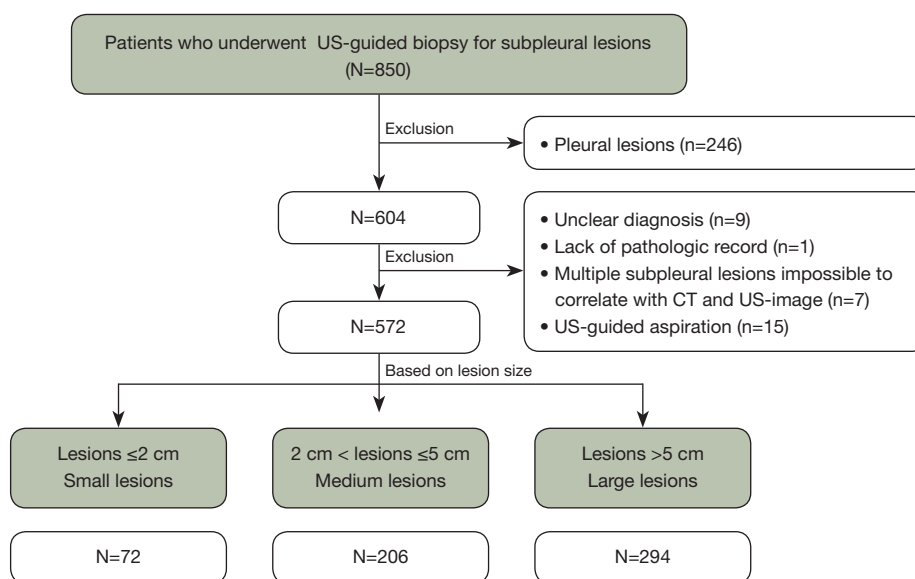 Patients who underwent US-guided biopsy for subpleural lesions
(N=850)
Exclusion
• Pleural lesions (n=246)
N=604
Exclusion
• Unclear diagnosis (n=9)
• Lack of pathologic record (n=1)
• Multiple subpleural lesions impossible to
correlate with CT and US-image (n=7)
• US-guided aspiration (n=15)
N=572
Based on lesion size
Lesions ≤2 cm
Small lesions
2 cm < lesions ≤5 cm
Medium lesions
Lesions >5 cm
Large lesions
N=72
N=206
N=294